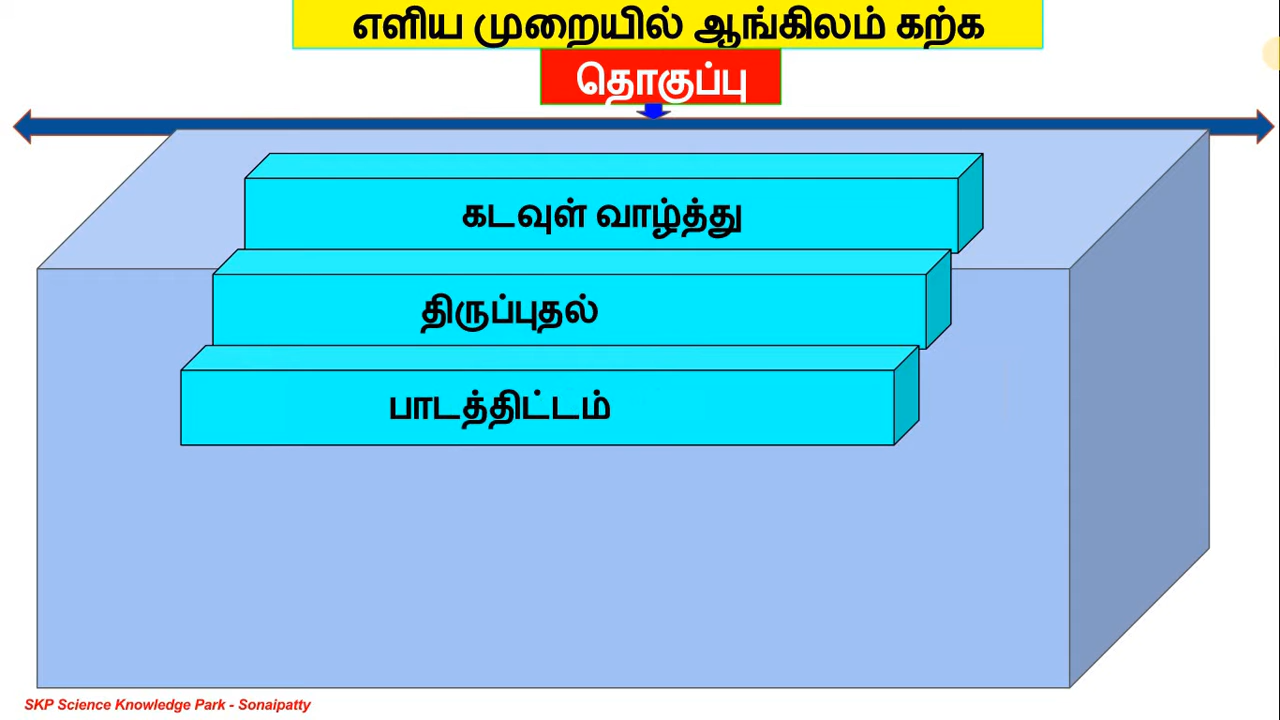 எளிய முறையில் ஆங்கிலம் கற்க
தொகுப்பு
கடவுள் வாழ்த்து
திருப்புதல்
பாடத்திட்டம்
SKP Science Knowledge Park - Sonaipatty